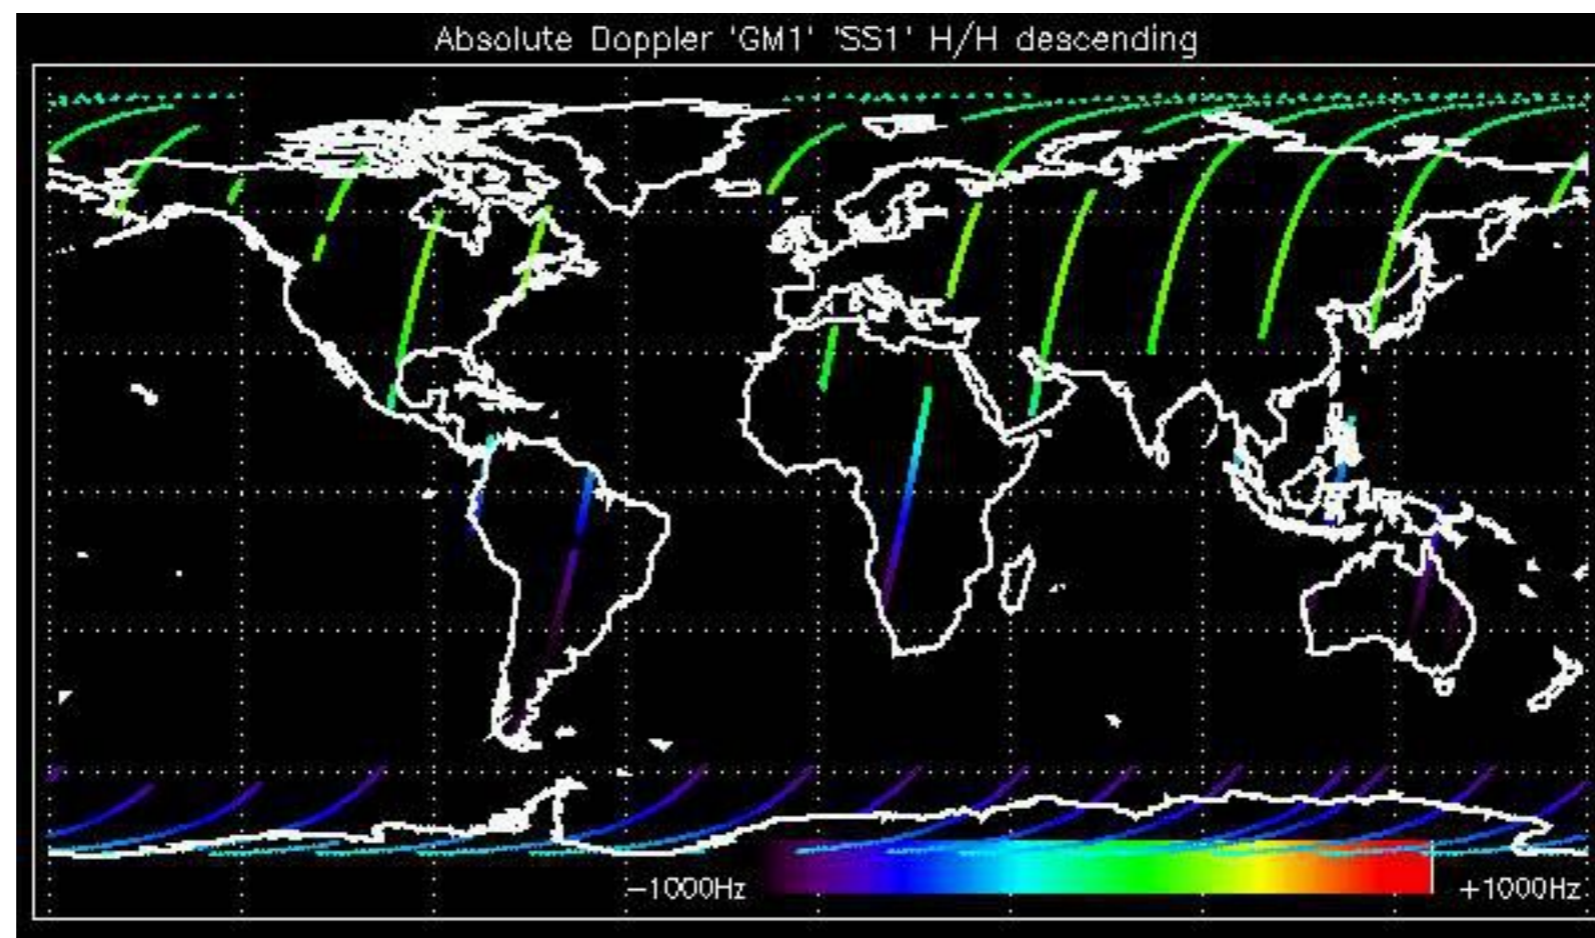 Absolute Doppler 'GM1' 'SS1' H/H descending
−1000Hz
+1000Hz